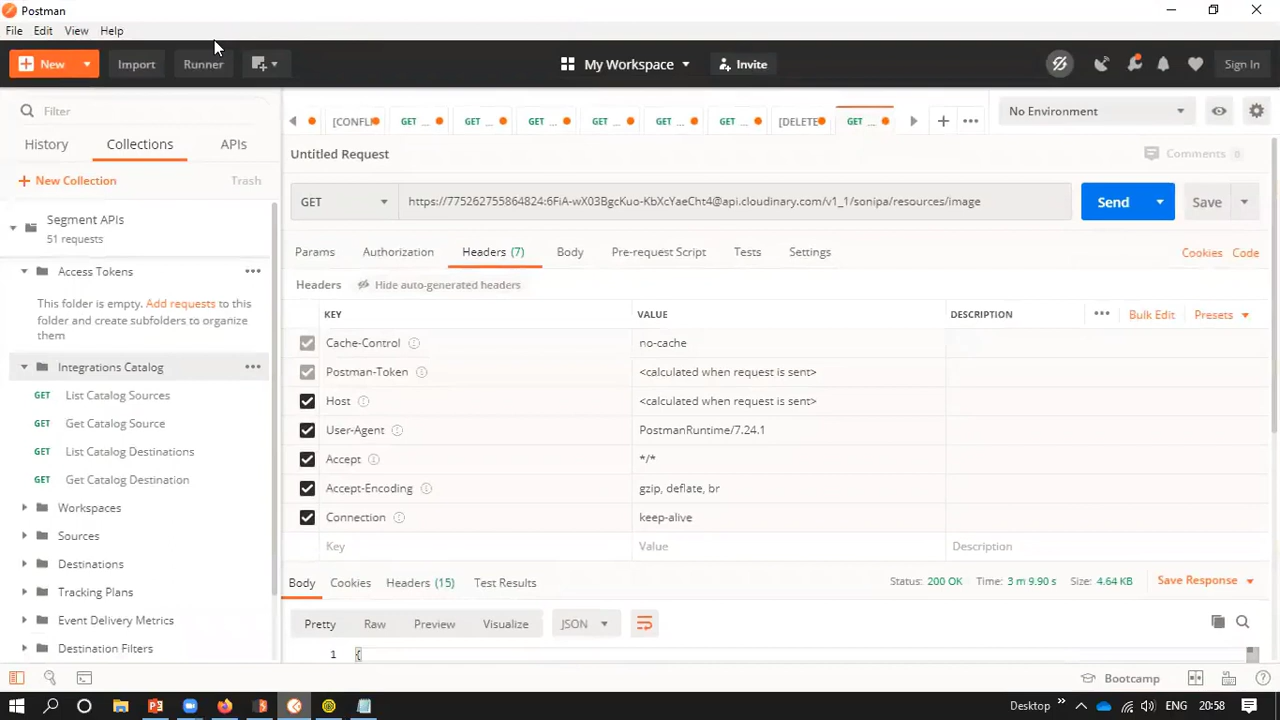 Postman
File Edit View Help
New Import Runner My Workspace Invite Sign In
Filter
History Collections APIs
New Collection Trash
Segment APIs
51 requests
Access Tokens
This folder is empty. Add requests to this
folder and create subfolders to organize
them
Integrations Catalog
GET List Catalog Sources
GET Get Catalog Source
GET List Catalog Destinations
GET Get Catalog Destination
Workspaces
Sources
Destinations
Tracking Plans
Event Delivery Metrics
Destination Filters
[CONFLI GET ... GET ... GET ... GET ... GET ... GET ... [DELETE GET ... No Environment
Untitled Request Comments 0
GET https://775262755864824:6FiA-wX03BgcKuo-KbXcYaeCht4@api.cloudinary.com/v1_1/sonipa/resources/image Send Save
Params Authorization Headers (7) Body Pre-request Script Tests Settings Cookies Code
Headers Hide auto-generated headers
KEY VALUE DESCRIPTION Bulk Edit Presets
Cache-Control no-cache
Postman-Token <calculated when request is sent>
Host <calculated when request is sent>
User-Agent PostmanRuntime/7.24.1
Accept */*
Accept-Encoding gzip, deflate, br
Connection keep-alive
Key Value Description
Body Cookies Headers (15) Test Results Status: 200 OK Time: 3 m 9.90 s Size: 4.64 KB Save Response
Pretty Raw Preview Visualize JSON
1 {
Bootcamp
Desktop ENG 20:58